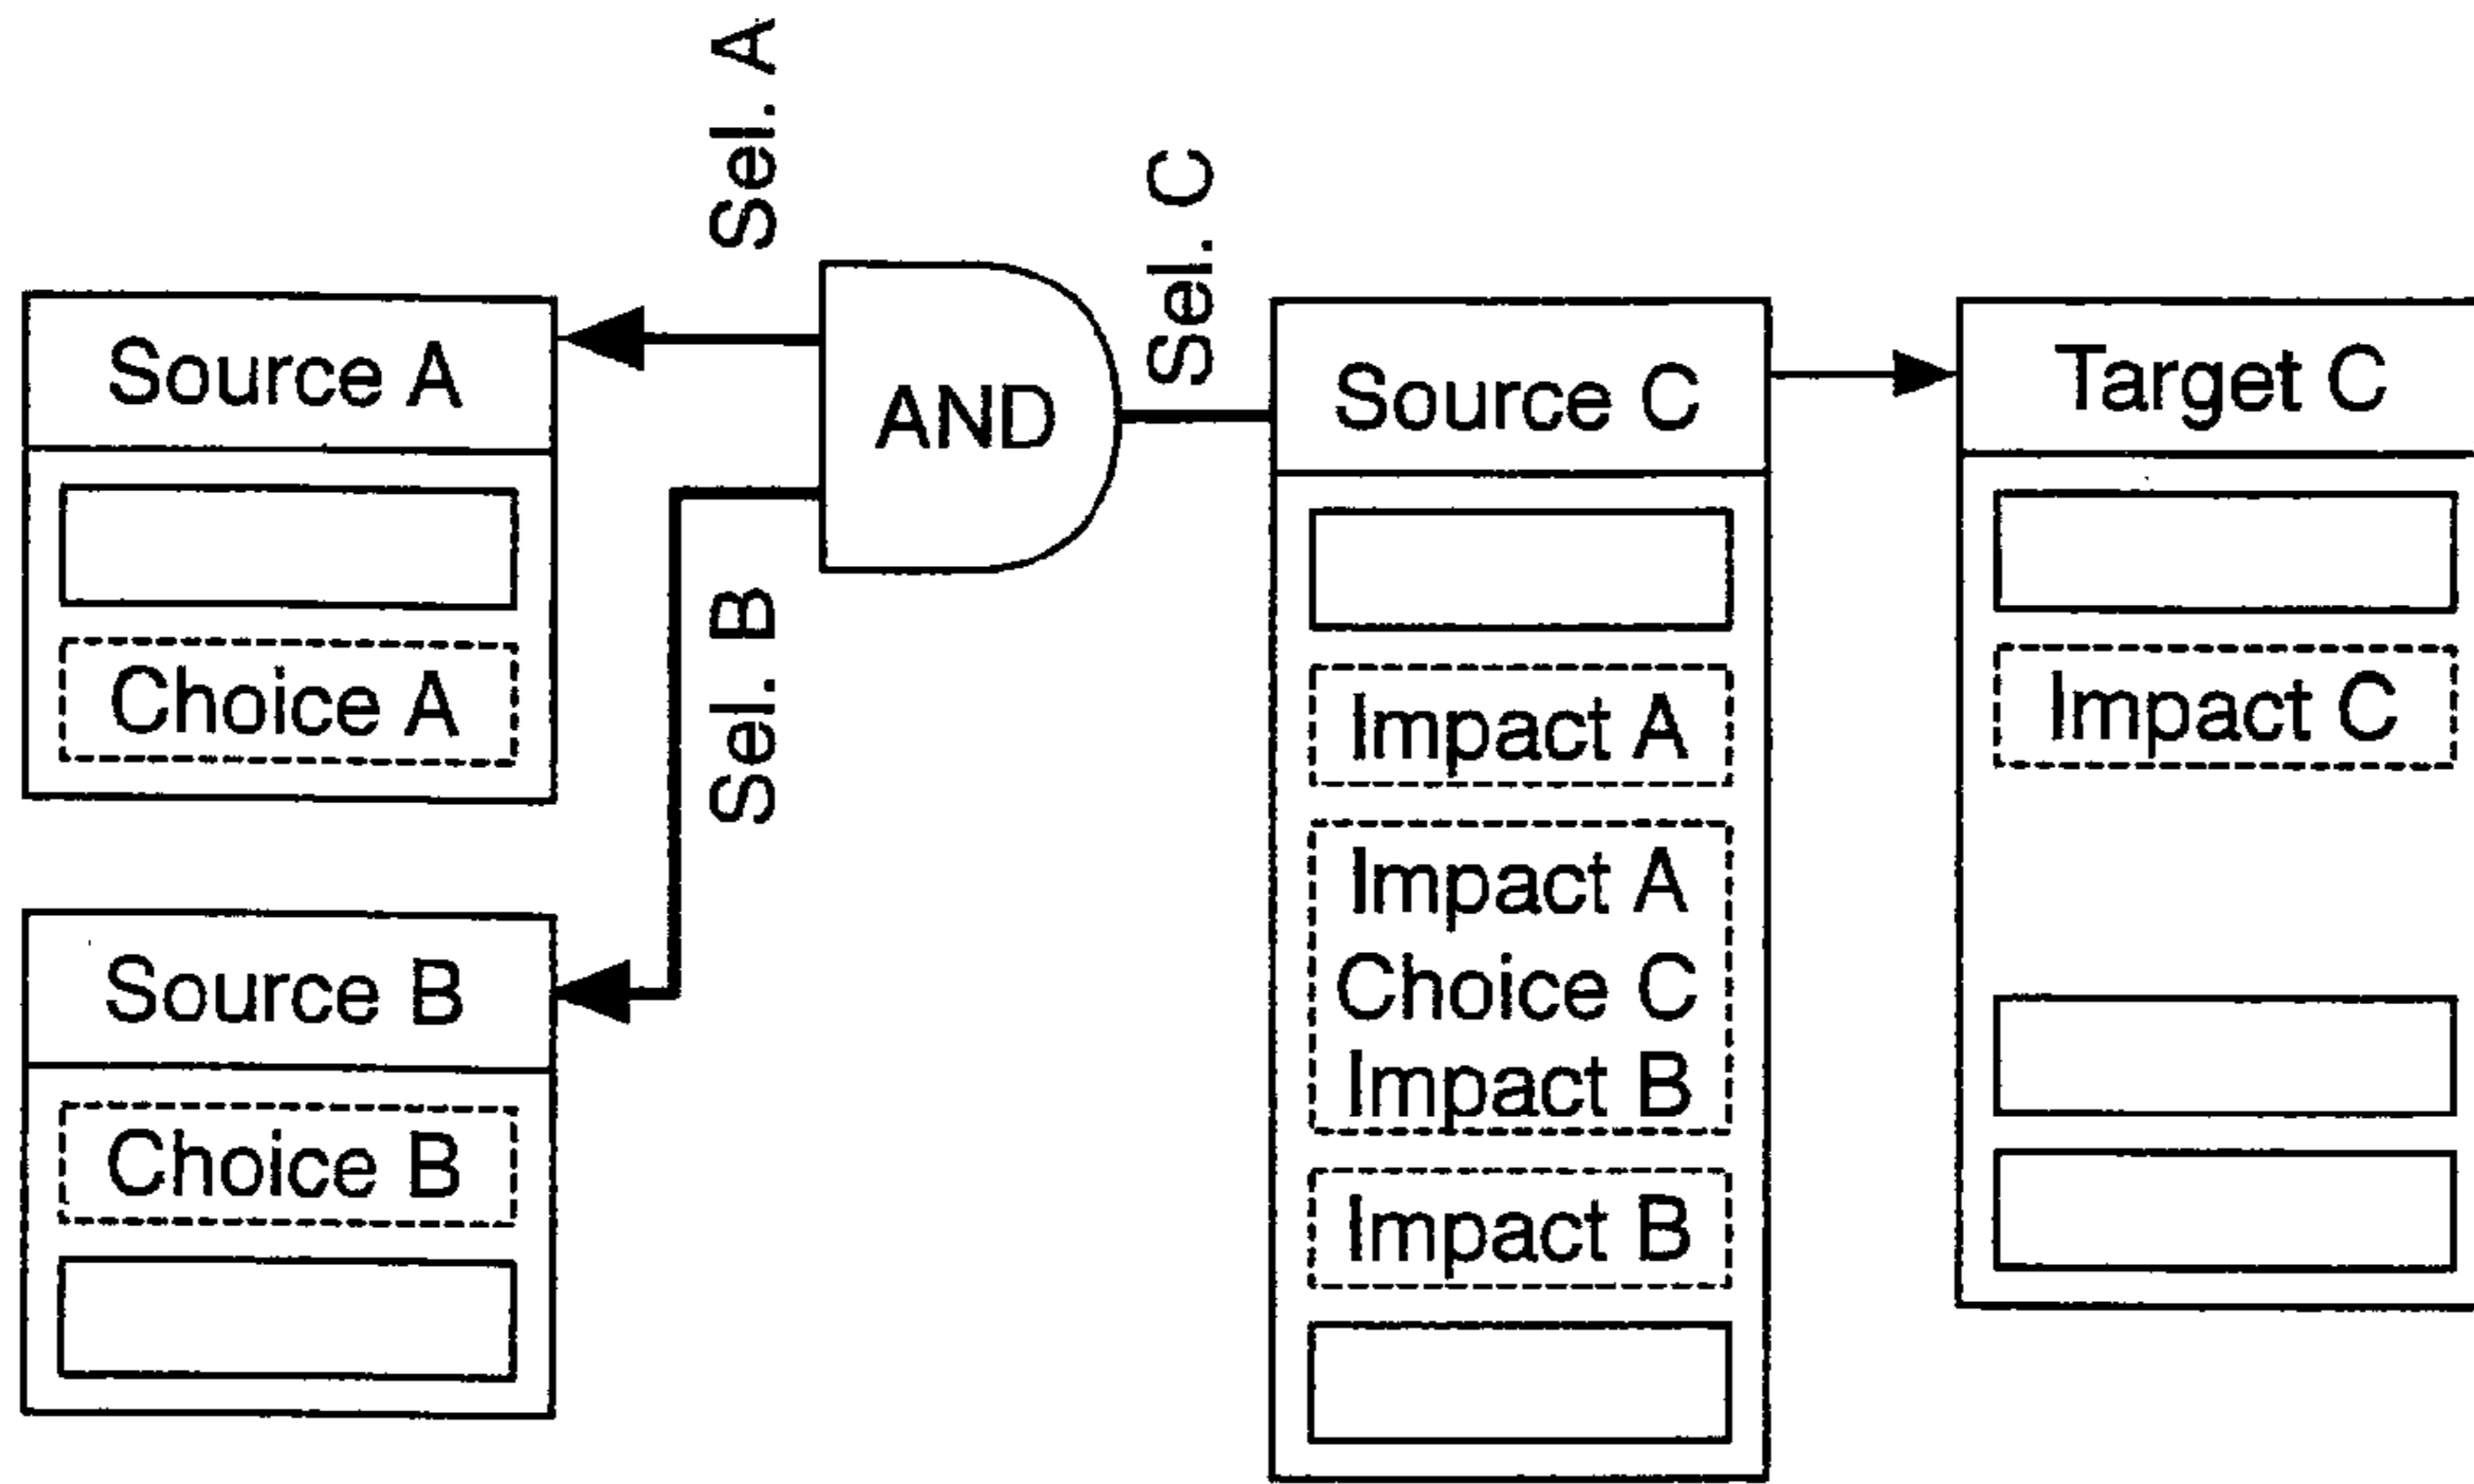 Sel. A
Sel. C
Source A
AND
Source C
Target C
Choice A
Sel. B
Impact A
Impact C
Impact A
Choice C
Impact B
Source B
Choice B
Impact B